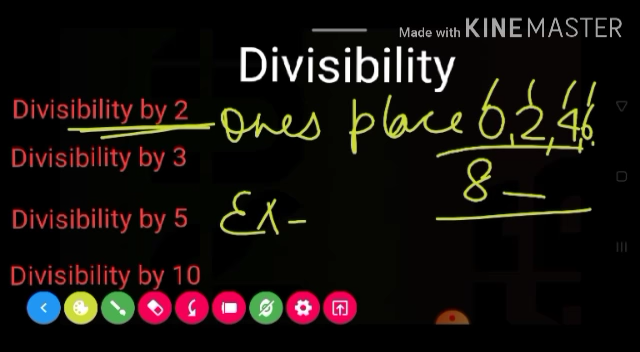 Made with KINEMASTER
Divisibility
Divisibility by 2 Ones place 0, 2, 4, 6.
8 —
Divisibility by 3
Divisibility by 5 Ex -
Divisibility by 10